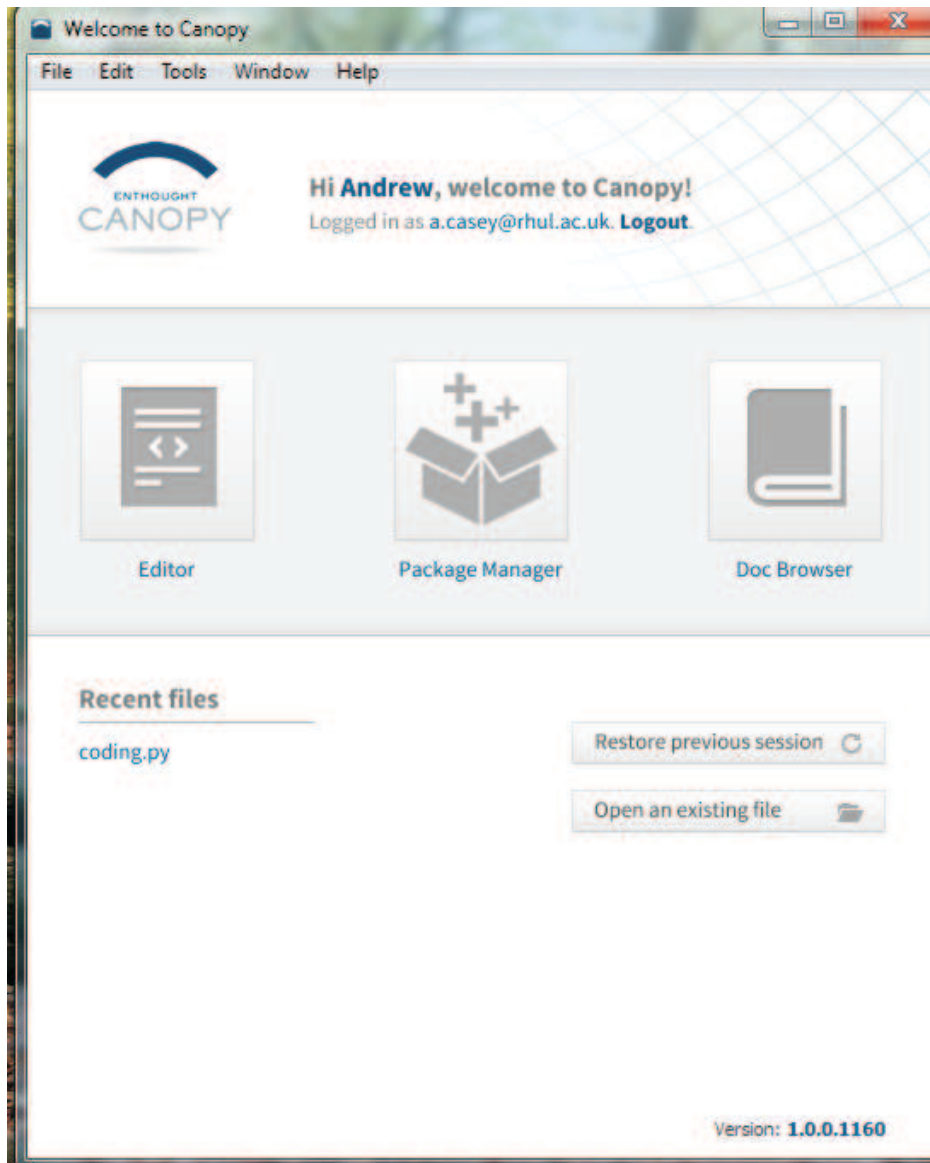 Welcome to Canopy
File Edit Tools Window Help
ENTHOUGHT
CANOPY
Hi Andrew, welcome to Canopy!
Logged in as a.casey@rhul.ac.uk. Logout.
Editor
Package Manager
Doc Browser
Recent files
coding.py
Restore previous session
Open an existing file
Version: 1.0.0.1160